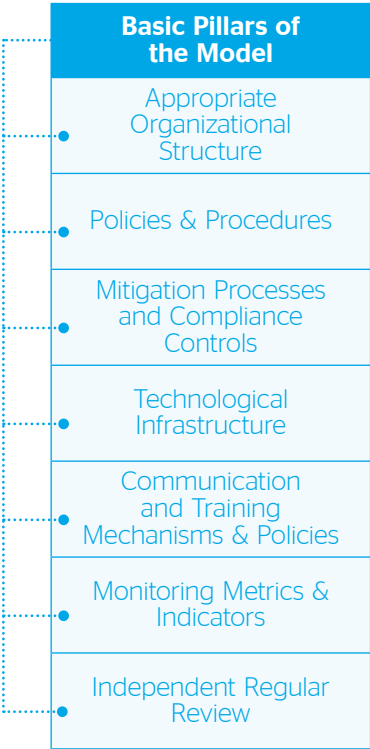 Basic Pillars of
the Model
Appropriate
Organizational
Structure
Policies & Procedures
Mitigation Processes
and Compliance
Controls
Technological
Infrastructure
Communication
and Training
Mechanisms & Policies
Monitoring Metrics &
Indicators
Independent Regular
Review